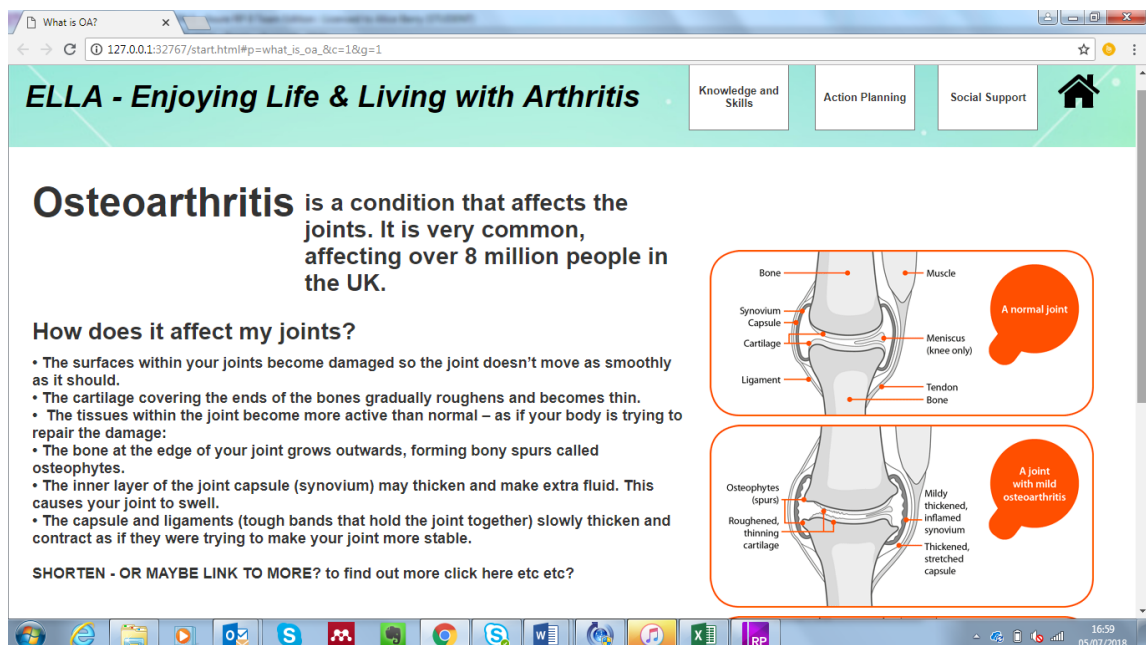 What is OA?
127.0.0.1:32767/start.html#p=what_is_oa_&c=1&g=1
ELLA - Enjoying Life & Living with Arthritis
Knowledge and
Skills
Action Planning
Social Support
Osteoarthritis is a condition that affects the
joints. It is very common,
affecting over 8 million people in
the UK.
How does it affect my joints?
• The surfaces within your joints become damaged so the joint doesn’t move as smoothly
as it should.
• The cartilage covering the ends of the bones gradually roughens and becomes thin.
• The tissues within the joint become more active than normal – as if your body is trying to
repair the damage:
• The bone at the edge of your joint grows outwards, forming bony spurs called
osteophytes.
• The inner layer of the joint capsule (synovium) may thicken and make extra fluid. This
causes your joint to swell.
• The capsule and ligaments (tough bands that hold the joint together) slowly thicken and
contract as if they were trying to make your joint more stable.
SHORTEN - OR MAYBE LINK TO MORE? to find out more click here etc etc?
Bone
Synovium
Capsule
Cartilage
Ligament
Muscle
Meniscus
(knee only)
Tendon
Bone
A normal joint
Osteophytes
(spurs)
Roughened,
thinning
cartilage
Mildy
thickened,
inflamed
synovium
Thickened,
stretched
capsule
A joint
with mild
osteoarthritis
RP
16:59
05/07/2018